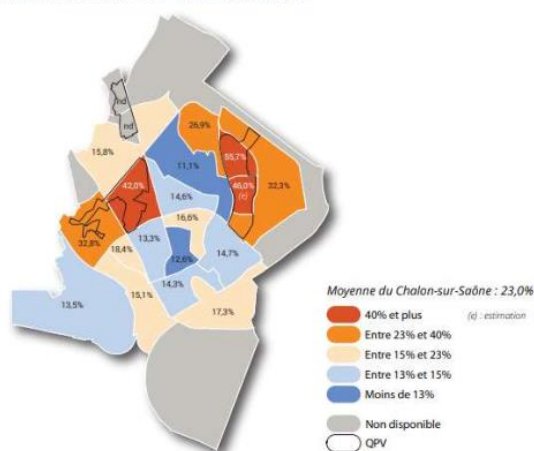 nd
nd
26,9%
15,8%
55,7%
11,1%
42,0%
46,0%
(e)
32,3%
14,6%
16,6%
32,8%
18,4%
13,3%
14,7%
12,6%
13,5%
15,1%
14,3%
17,3%
Moyenne du Chalon-sur-Saône : 23,0%
40% et plus (e) : estimation
Entre 23% et 40%
Entre 15% et 23%
Entre 13% et 15%
Moins de 13%
Non disponible
QPV